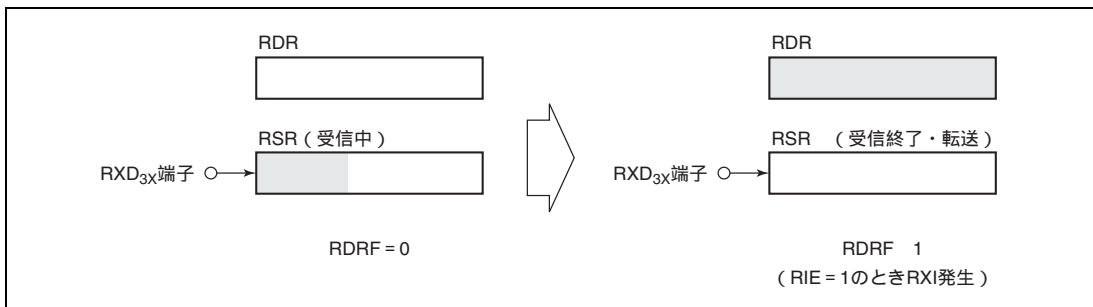 RDR
RSR（受信中）
RXD3X端子
RDRF = 0
RDR
RSR （受信終了・転送）
RXD3X端子
RDRF 1
（RIE = 1のときRXI発生）